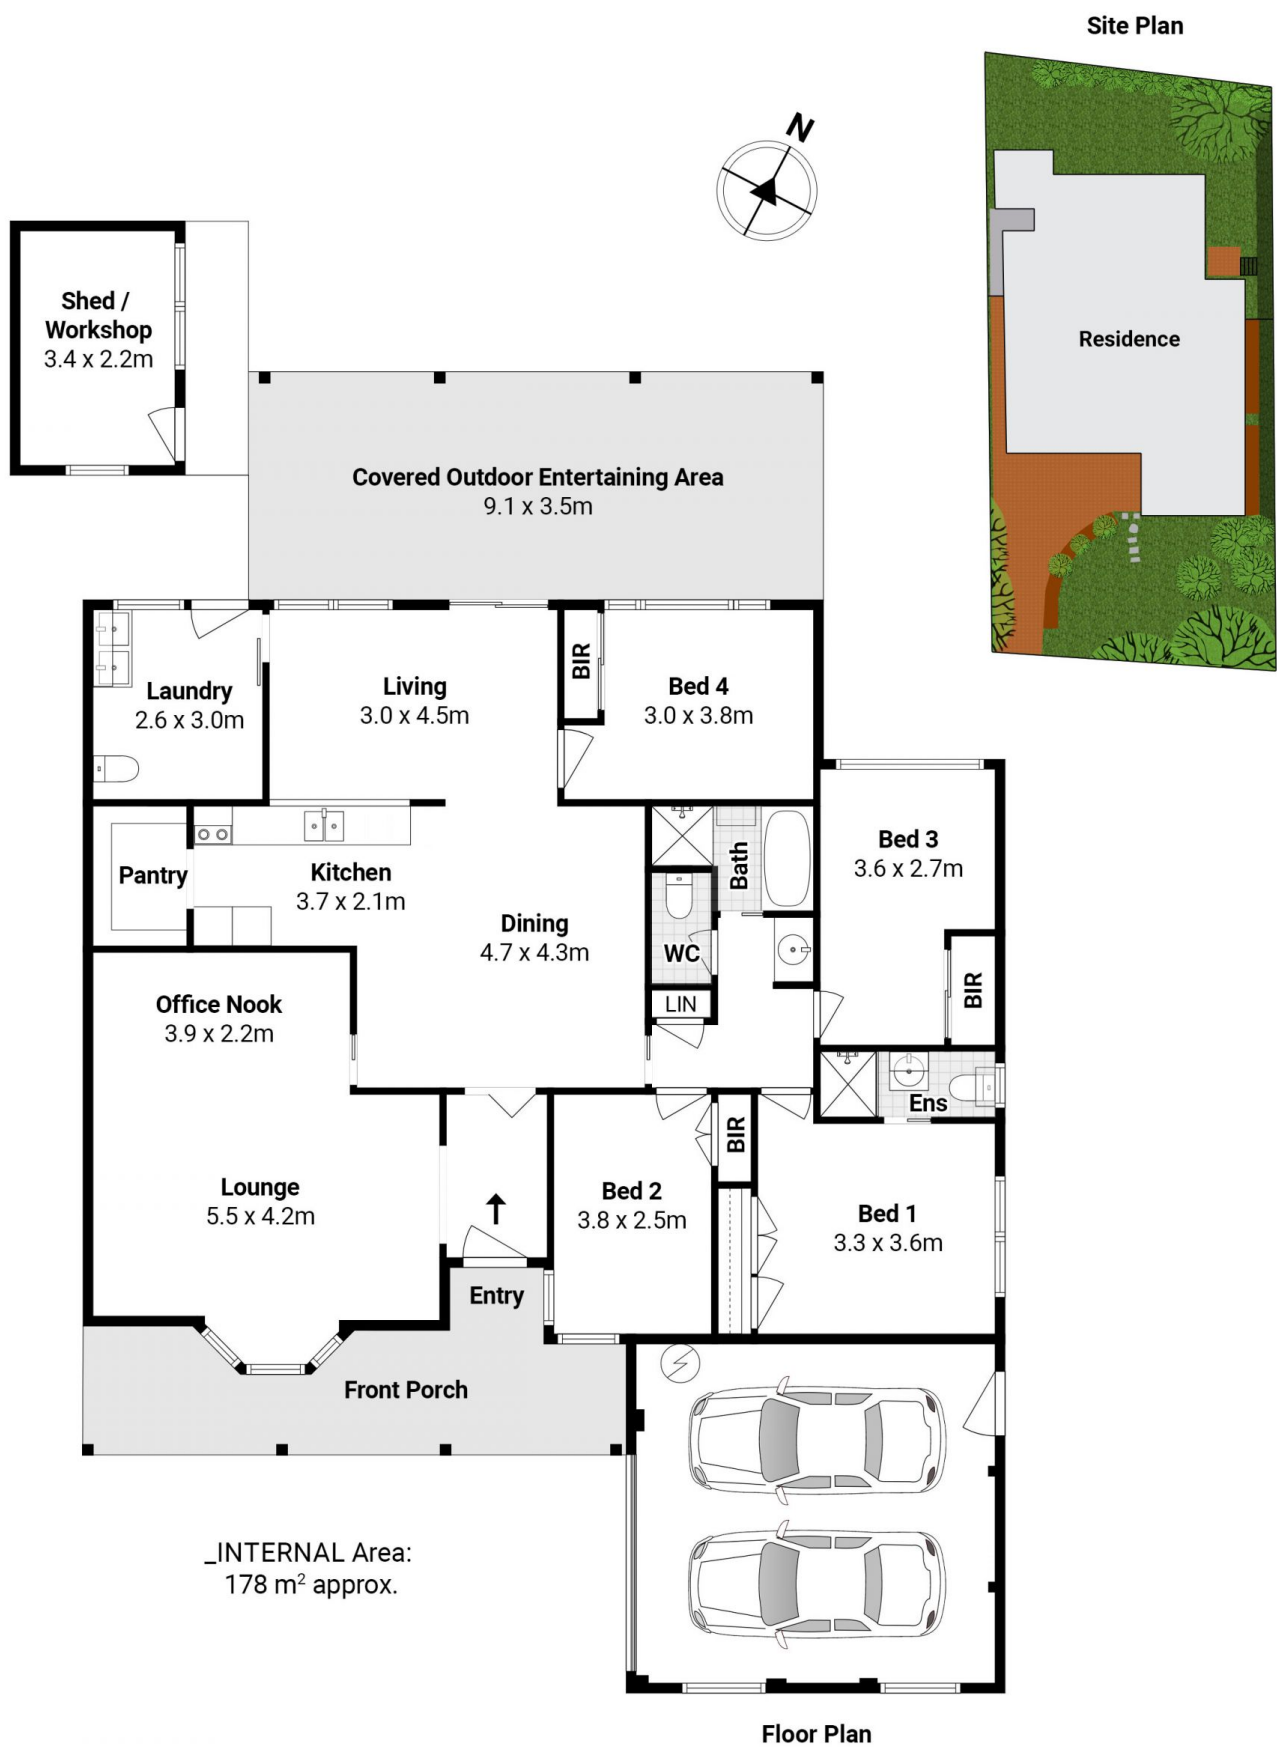 Site Plan
N
Shed /
Workshop
3.4 x 2.2m
Residence
Covered Outdoor Entertaining Area
9.1 x 3.5m
BIR
Laundry
2.6 x 3.0m
Living
3.0 x 4.5m
Bed 4
3.0 x 3.8m
Bed 3
3.6 x 2.7m
Pantry
Kitchen
3.7 x 2.1m
Bath
Dining
4.7 x 4.3m
WC
BIR
LIN
Office Nook
3.9 x 2.2m
Ens
BIR
Lounge
5.5 x 4.2m
Bed 2
3.8 x 2.5m
Bed 1
3.3 x 3.6m
Entry
Front Porch
_INTERNAL Area:
178 m² approx.
Floor Plan